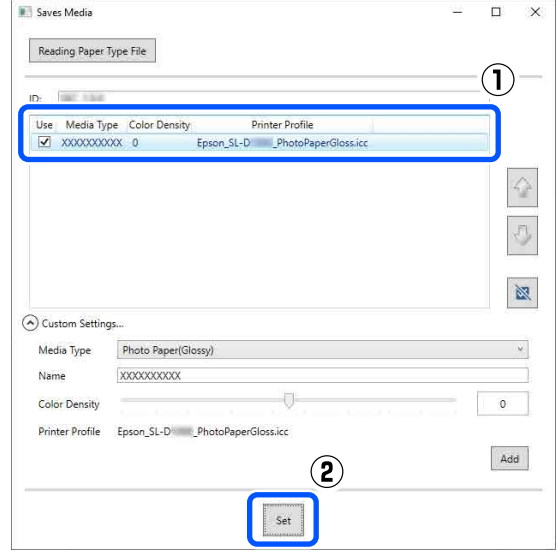 Saves Media
Reading Paper Type File
①
ID:
Use Media Type Color Density Printer Profile
XXXXXXXXXX 0 Epson_SL-D _PhotoPaperGloss.icc
Custom Settings...
Media Type Photo Paper(Glossy)
Name XXXXXXXXXX
Color Density 0
Printer Profile Epson_SL-D _PhotoPaperGloss.icc
Add
②
Set